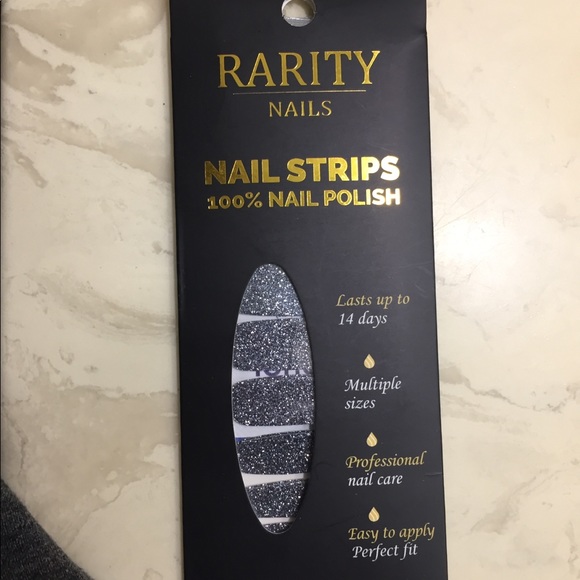 RARITY
NAILS
NAIL STRIPS
100% NAIL POLISH
Lasts up to
14 days
Multiple
sizes
Professional
nail care
Easy to apply
Perfect fit